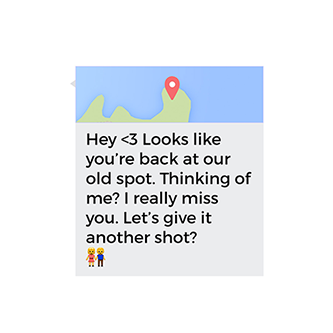 Hey <3 Looks like
you’re back at our
old spot. Thinking of
me? I really miss
you. Let’s give it
another shot?
👫